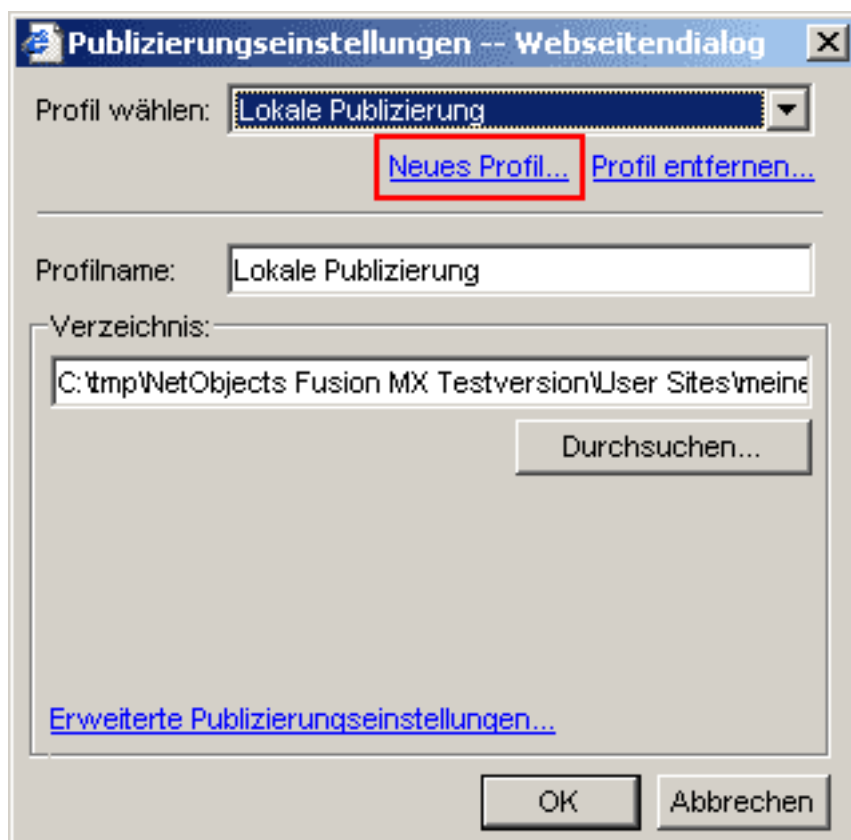 Publizierungseinstellungen -- Webseitendialog
Profil wählen: Lokale Publizierung
Neues Profil... Profil entfernen...
Profilname: Lokale Publizierung
Verzeichnis:
C:\tmp\NetObjects Fusion MX Testversion\User Sites\meine
Durchsuchen...
Erweiterte Publizierungseinstellungen...
OK Abbrechen